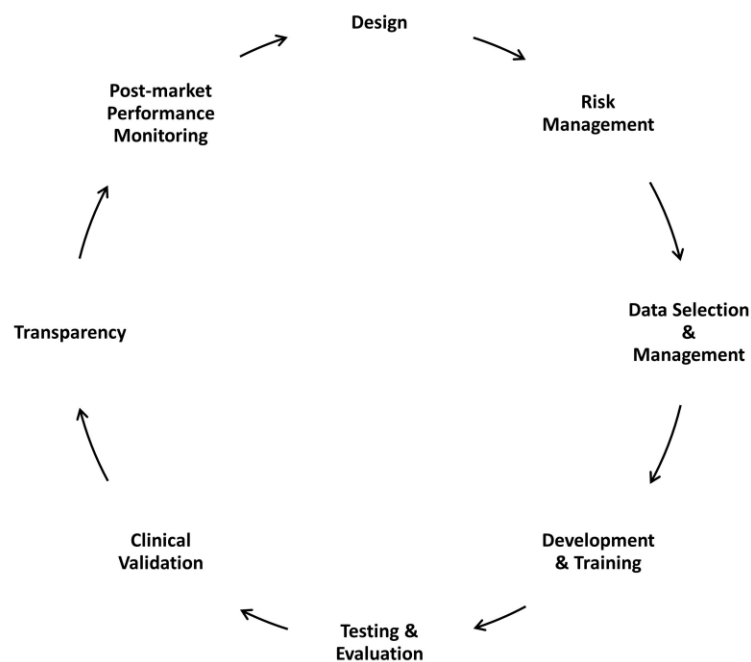 Design
Risk
Management
Data Selection
&
Management
Development
& Training
Testing &
Evaluation
Clinical
Validation
Transparency
Post-market
Performance
Monitoring